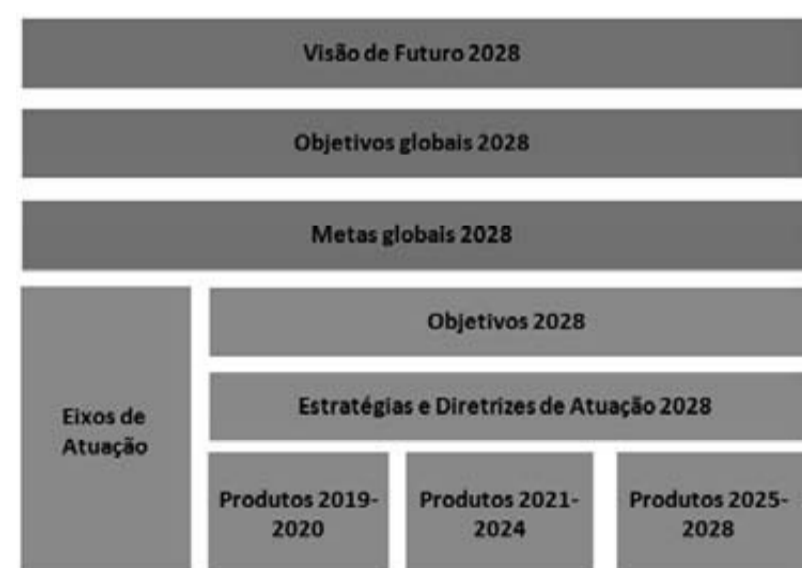 Visão de Futuro 2028
Objetivos globais 2028
Metas globais 2028
Eixos de
Atuação
Objetivos 2028
Estratégias e Diretrizes de Atuação 2028
Produtos 2019-
2020
Produtos 2021-
2024
Produtos 2025-
2028